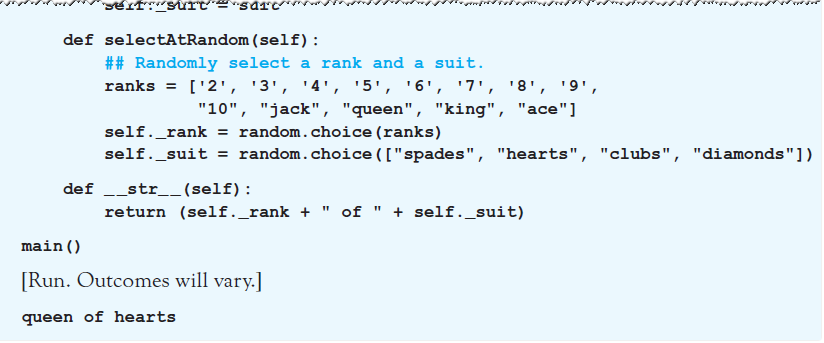 self._suit = suit
def selectAtRandom(self):
## Randomly select a rank and a suit.
ranks = ['2', '3', '4', '5', '6', '7', '8', '9',
"10", "jack", "queen", "king", "ace"]
self._rank = random.choice(ranks)
self._suit = random.choice(["spades", "hearts", "clubs", "diamonds"])
def __str__(self):
return (self._rank + " of " + self._suit)
main()
[Run. Outcomes will vary.]
queen of hearts